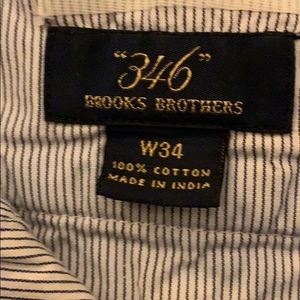 "346"
BROOKS BROTHERS
W34
100% COTTON
MADE IN INDIA